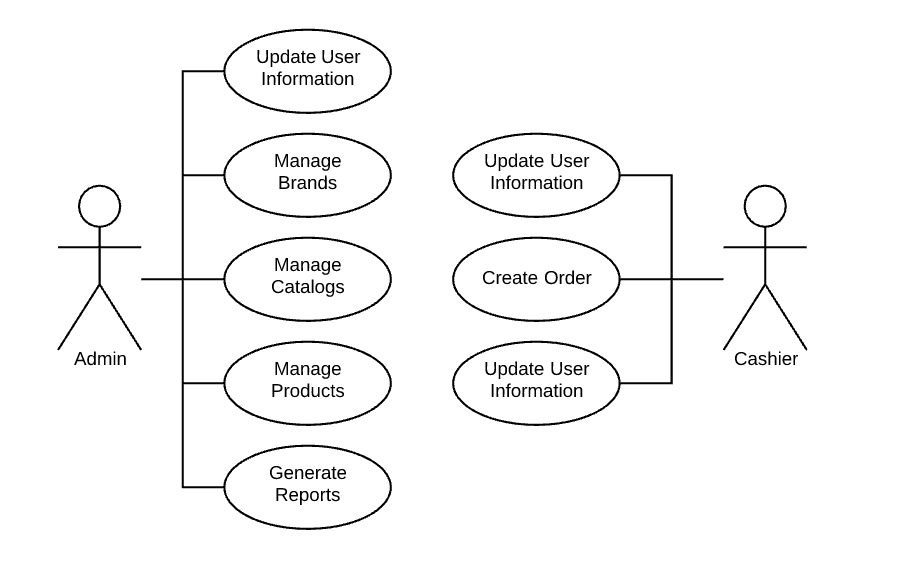 Update User
Information
Manage
Brands
Manage
Catalogs
Manage
Products
Generate
Reports
Admin
Update User
Information
Create Order
Update User
Information
Cashier